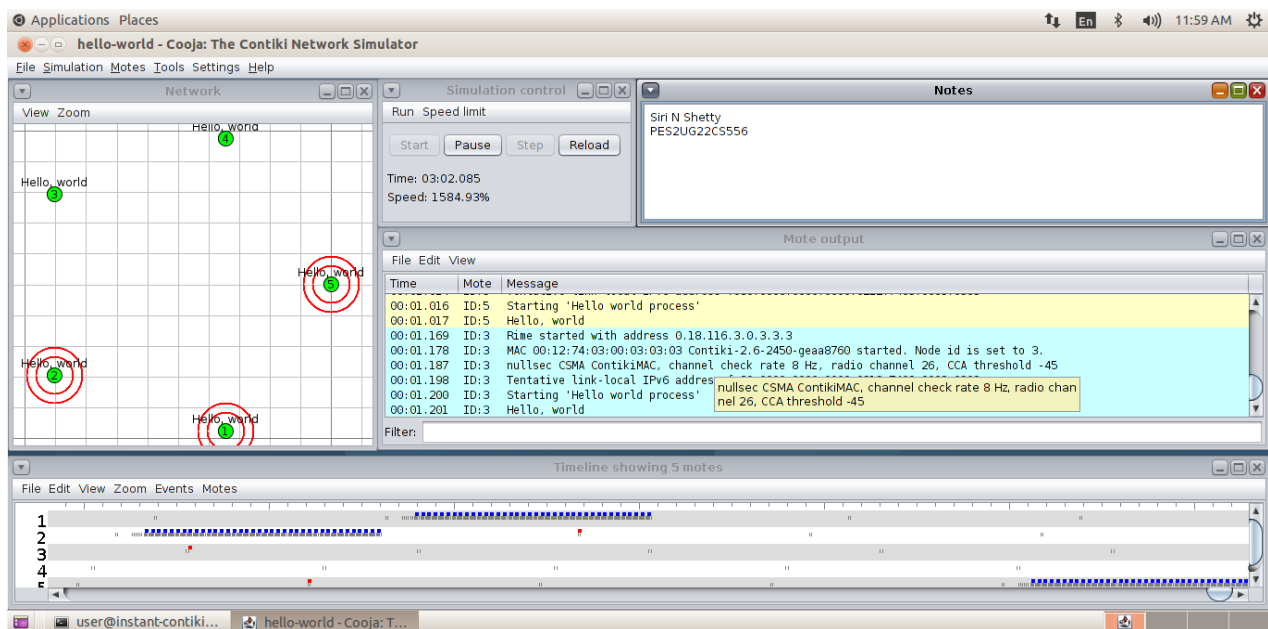 Applications Places
En
11:59 AM
hello-world - Cooja: The Contiki Network Simulator
File Simulation Motes Tools Settings Help
Network
View Zoom
Hello, world
4
Hello, world
3
Hello, world
5
Hello, world
2
Hello, world
1
Simulation control
Run Speed limit
Start Pause Step Reload
Time: 03:02.085
Speed: 1584.93%
Notes
Siri N Shetty
PES2UG22CS556
Mote output
File Edit View
Time Mote Message
00:01.016 ID:5 Starting 'Hello world process'
00:01.017 ID:5 Hello, world
00:01.169 ID:3 Rime started with address 0.18.116.3.0.3.3.3
00:01.178 ID:3 MAC 00:12:74:03:00:03:03:03 Contiki-2.6-2450-geaa8760 started. Node id is set to 3.
00:01.187 ID:3 nullsec CSMA ContikiMAC, channel check rate 8 Hz, radio channel 26, CCA threshold -45
00:01.198 ID:3 Tentative link-local IPv6 address
00:01.200 ID:3 Starting 'Hello world process'
00:01.201 ID:3 Hello, world
nullsec CSMA ContikiMAC, channel check rate 8 Hz, radio chan
nel 26, CCA threshold -45
Filter:
Timeline showing 5 motes
File Edit View Zoom Events Motes
1
2
3
4
5
user@instant-contiki... hello-world - Cooja: T...